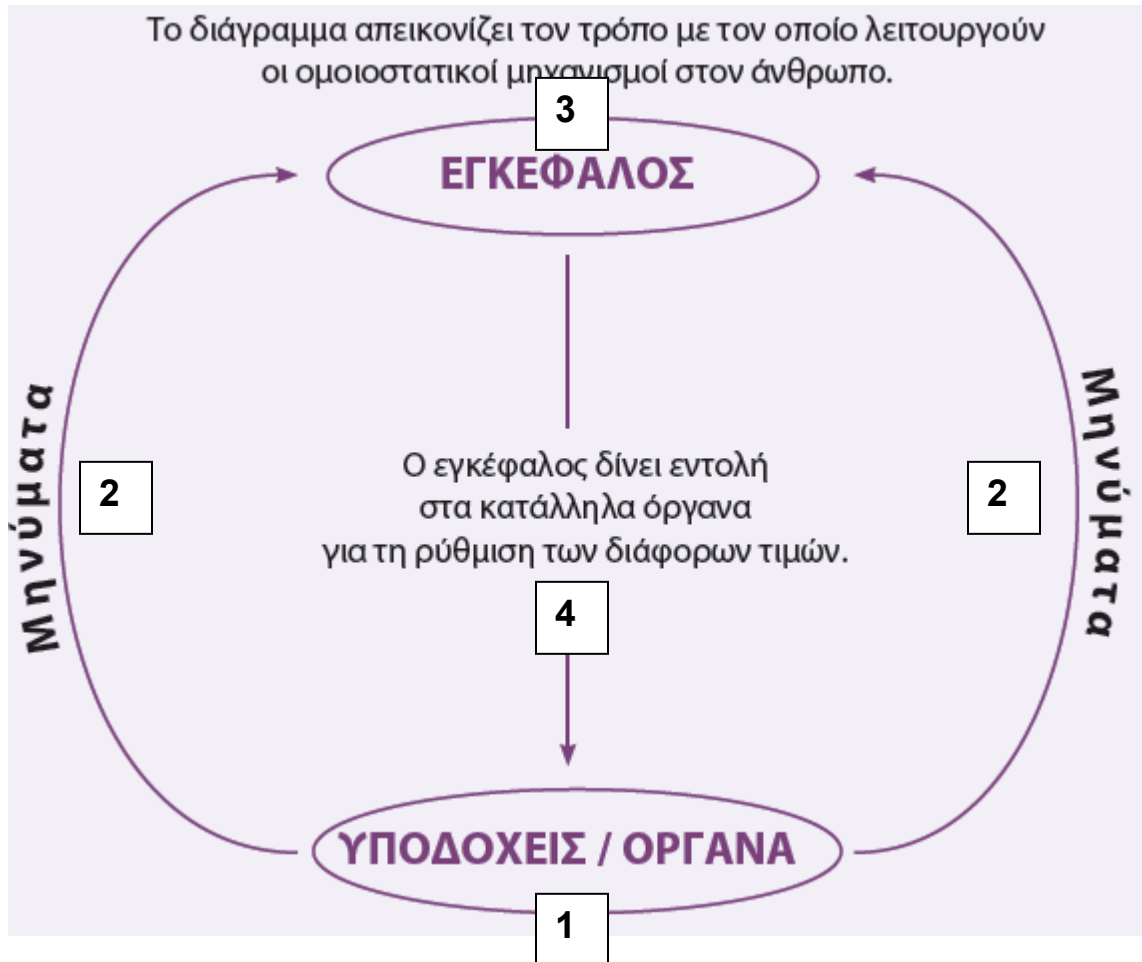 Το διάγραμμα απεικονίζει τον τρόπο με τον οποίο λειτουργούν
οι ομοιοστατικοί μηχανισμοί στον άνθρωπο.
3
ΕΓΚΕΦΑΛΟΣ
Μηνύματα
2
Ο εγκέφαλος δίνει εντολή
στα κατάλληλα όργανα
για τη ρύθμιση των διάφορων τιμών.
2
Μηνύματα
4
ΥΠΟΔΟΧΕΙΣ / ΟΡΓΑΝΑ
1